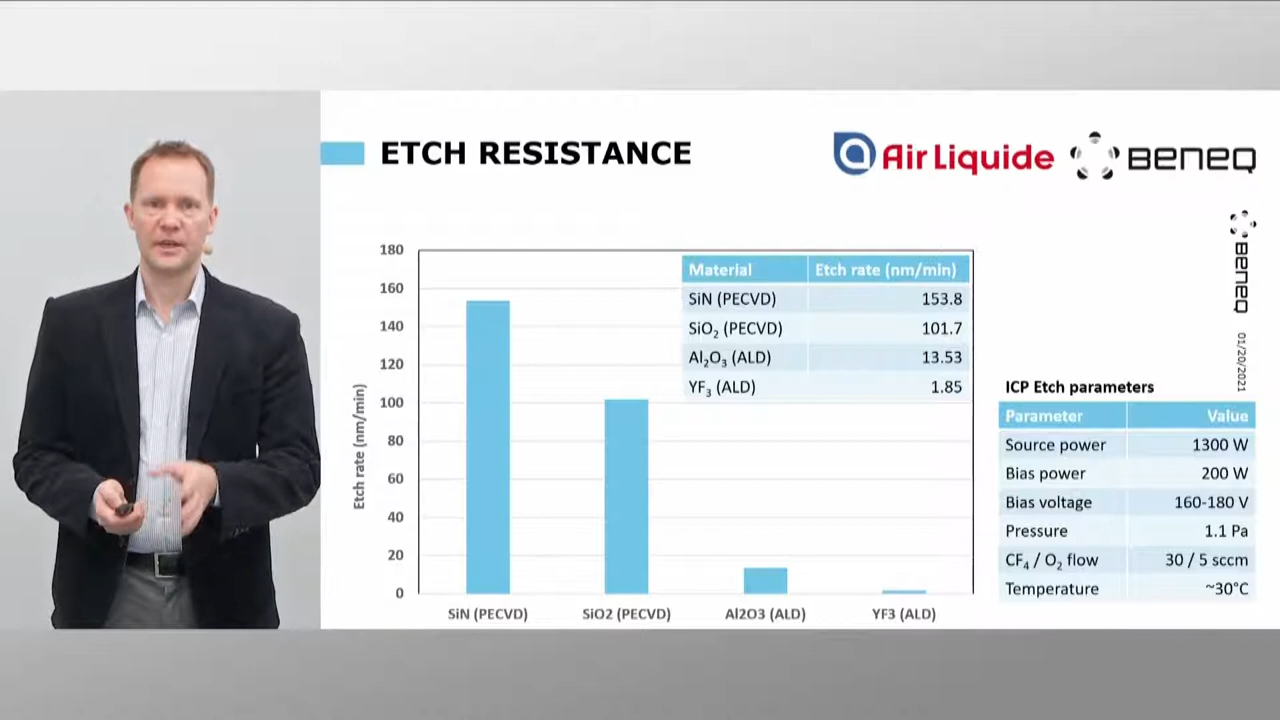 ETCH RESISTANCE
Air Liquide
BENEQ
BENEQ
01/20/2021
Etch rate (nm/min)
180
160
140
120
100
80
60
40
20
0
SiN (PECVD)
SiO2 (PECVD)
Al2O3 (ALD)
YF3 (ALD)
Material Etch rate (nm/min)
SiN (PECVD) 153.8
SiO₂ (PECVD) 101.7
Al₂O₃ (ALD) 13.53
YF₃ (ALD) 1.85
ICP Etch parameters
Parameter Value
Source power 1300 W
Bias power 200 W
Bias voltage 160-180 V
Pressure 1.1 Pa
CF₄ / O₂ flow 30 / 5 sccm
Temperature ~30°C